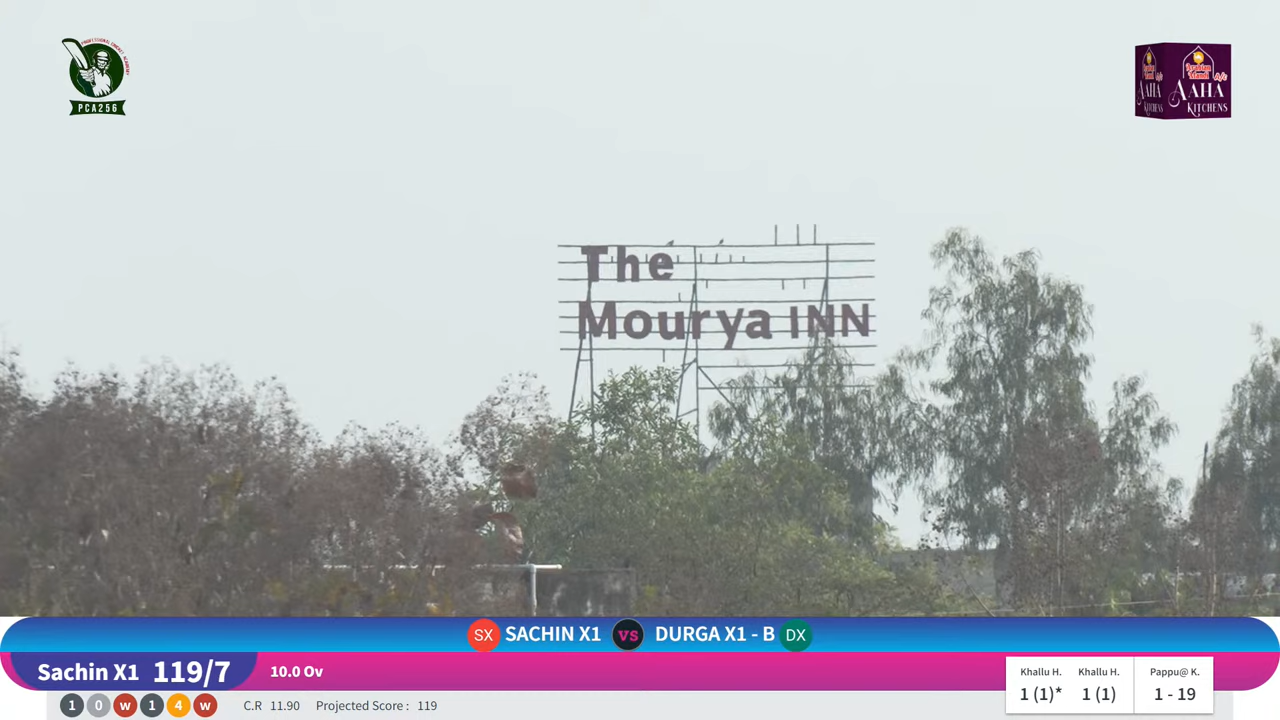 PCA256
Arabian Mandi A/c
AAHA
KITCHENS
The
Mourya INN
SX SACHIN X1 VS DURGA X1 - B DX
Sachin X1 119/7 10.0 Ov
Khallu H. Khallu H. Pappu@ K.
1 (1)* 1 (1) 1 - 19
1 0 w 1 4 w C.R 11.90 Projected Score : 119